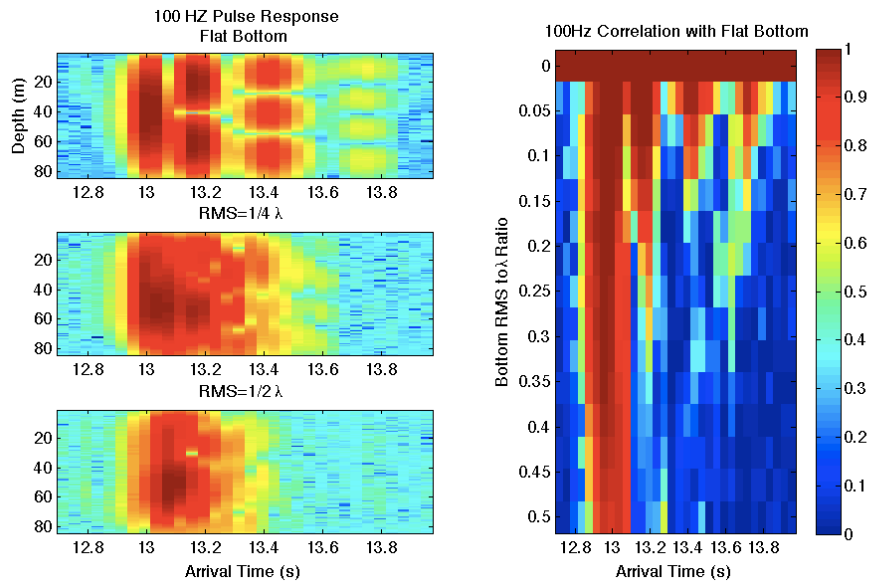 100 HZ Pulse Response
Flat Bottom
Depth (m)
20
40
60
80
12.8 13 13.2 13.4 13.6 13.8
RMS=1/4 λ
20
40
60
80
12.8 13 13.2 13.4 13.6 13.8
RMS=1/2 λ
20
40
60
80
12.8 13 13.2 13.4 13.6 13.8
Arrival Time (s)
100Hz Correlation with Flat Bottom
Bottom RMS to λ Ratio
0
0.05
0.1
0.15
0.2
0.25
0.3
0.35
0.4
0.45
0.5
12.8 13 13.2 13.4 13.6 13.8
Arrival Time (s)
1
0.9
0.8
0.7
0.6
0.5
0.4
0.3
0.2
0.1
0